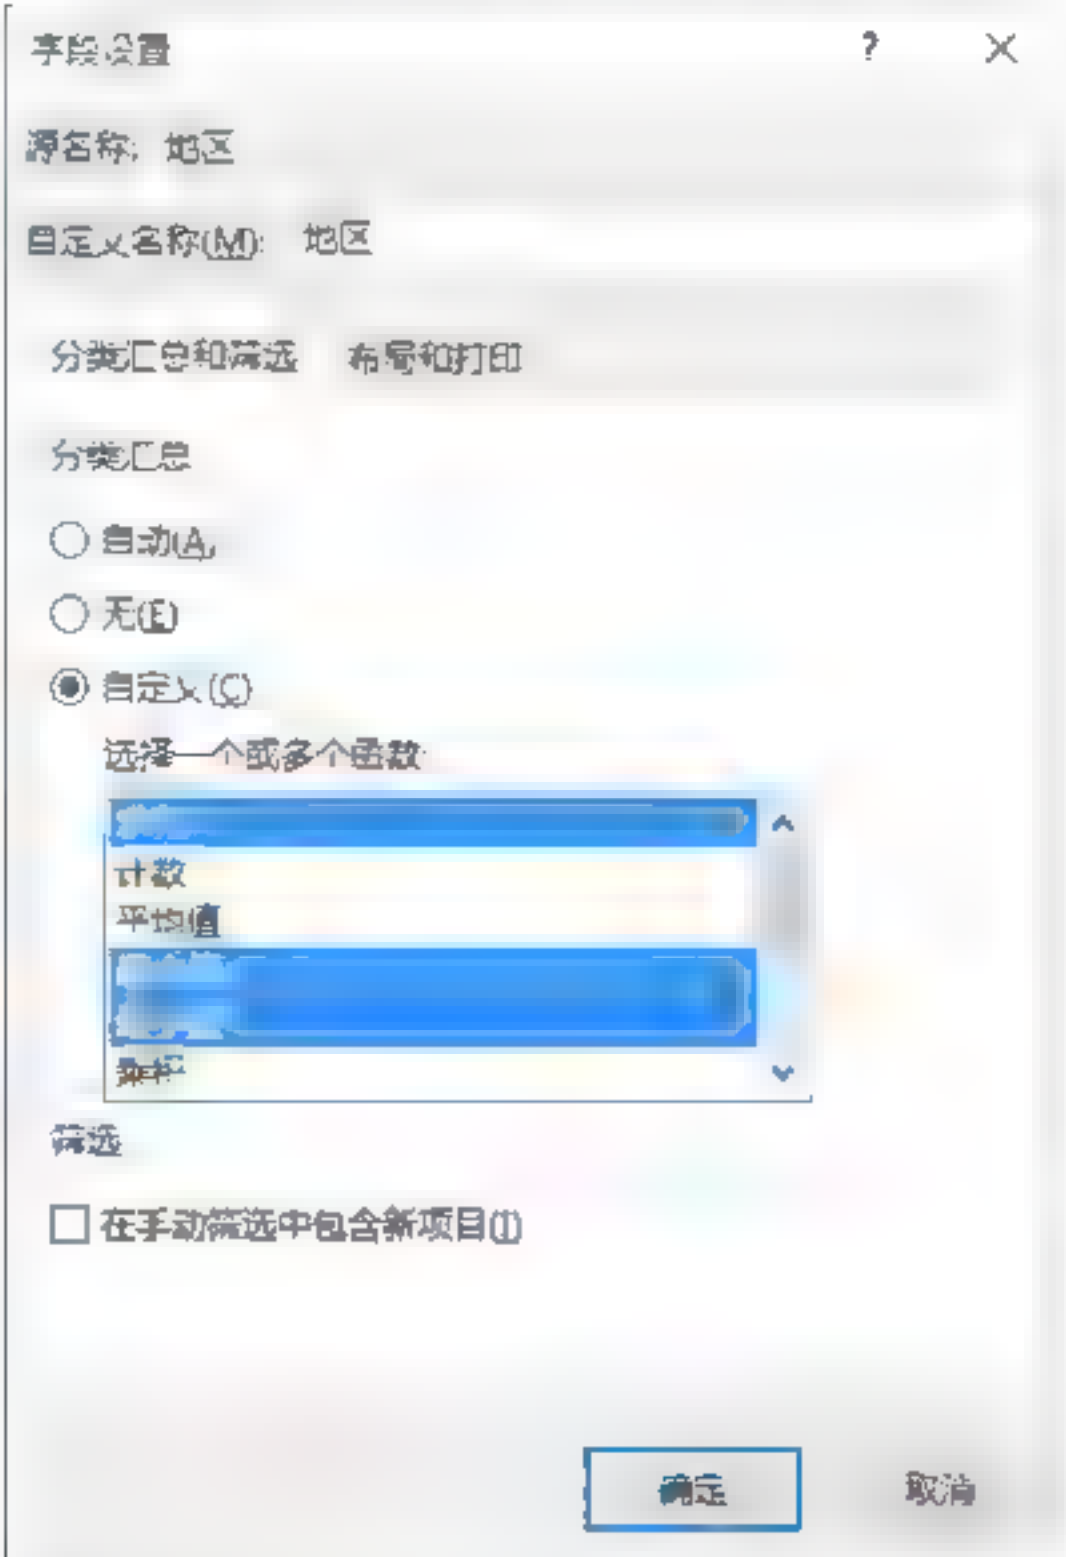 字段设置
源名称: 地区
自定义名称(M): 地区
分类汇总和筛选 布局和打印
分类汇总
自动(A)
无(E)
自定义(C)
选择一个或多个函数
计数
平均值
乘积
筛选
在手动筛选中包含新项目(I)
确定 取消